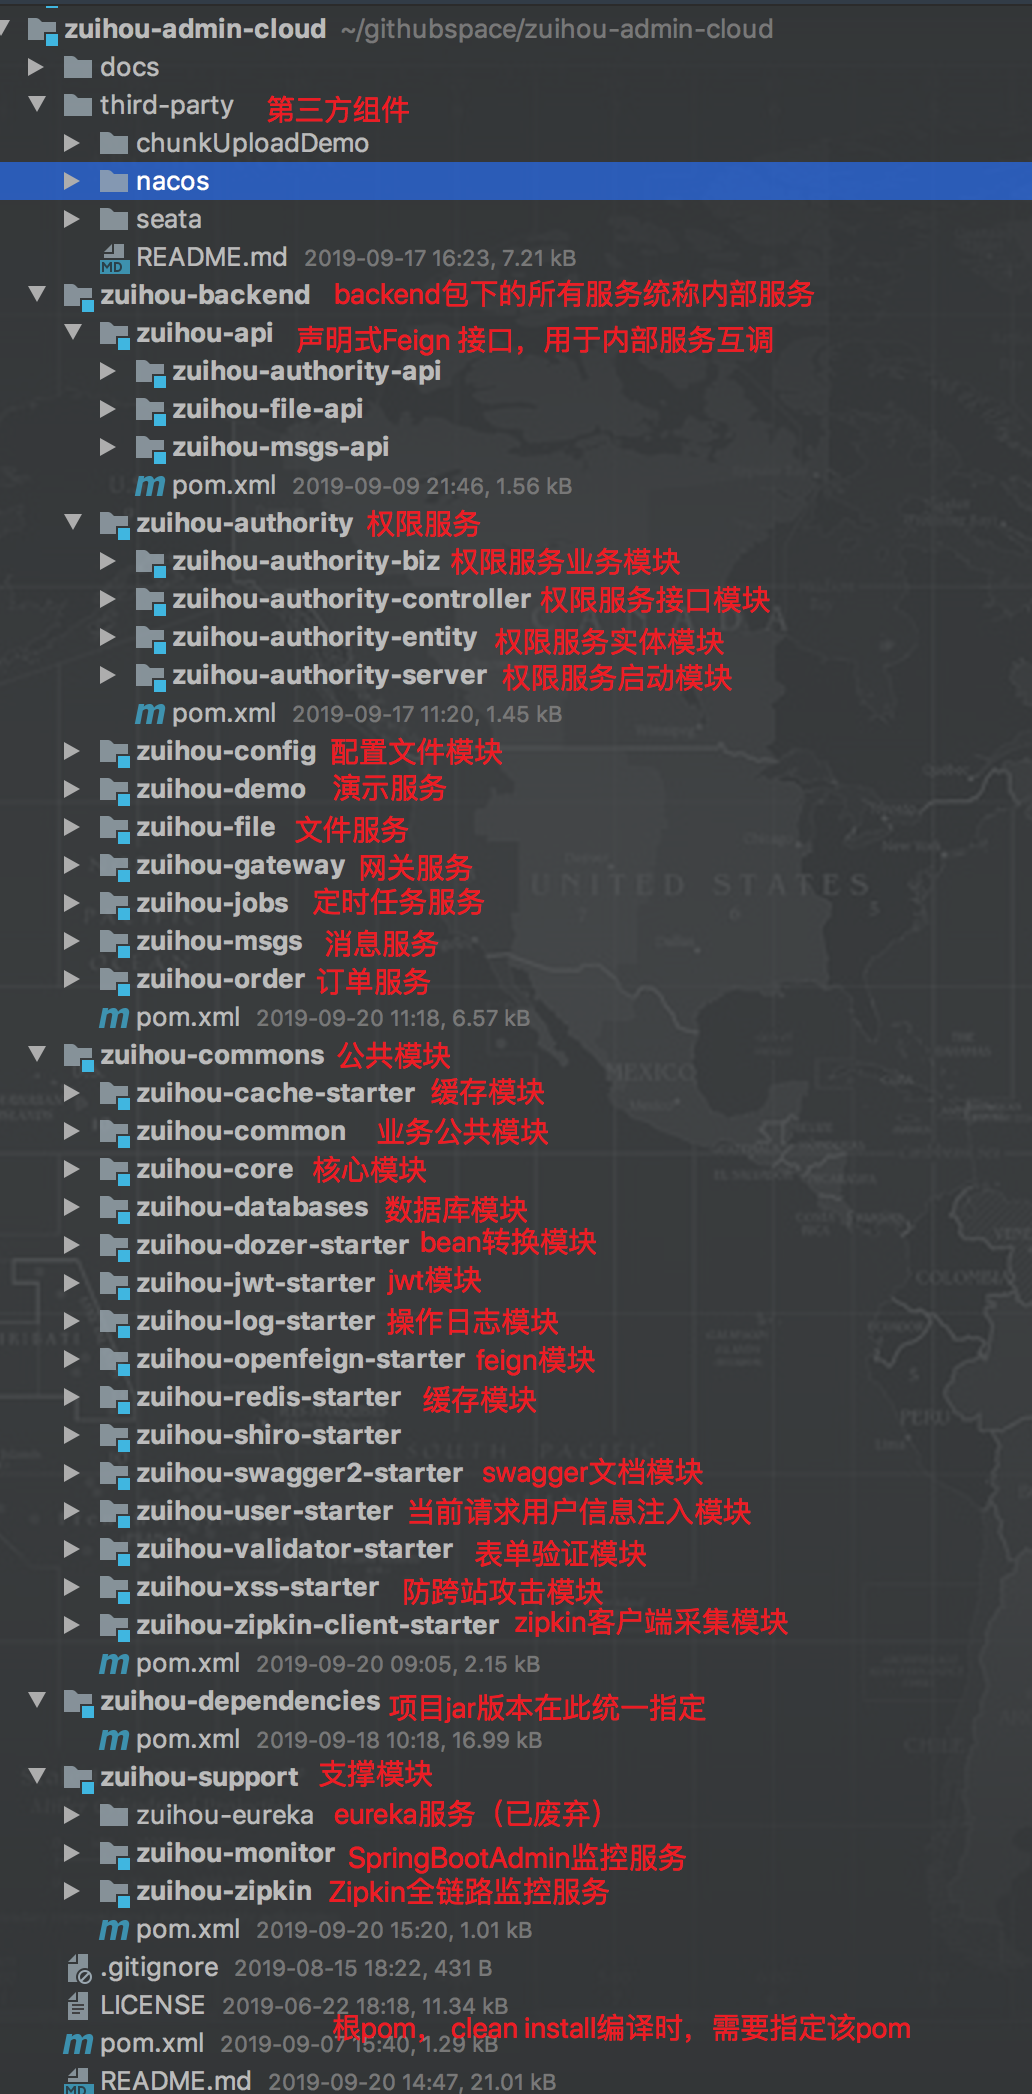 zuihou-admin-cloud ~/githubspace/zuihou-admin-cloud
docs
third-party 第三方组件
chunkUploadDemo
nacos
seata
README.md 2019-09-17 16:23, 7.21 kB
zuihou-backend backend包下的所有服务统称内部服务
zuihou-api 声明式Feign 接口，用于内部服务互调
zuihou-authority-api
zuihou-file-api
zuihou-msgs-api
pom.xml 2019-09-09 21:46, 1.56 kB
zuihou-authority 权限服务
zuihou-authority-biz 权限服务业务模块
zuihou-authority-controller 权限服务接口模块
zuihou-authority-entity 权限服务实体模块
zuihou-authority-server 权限服务启动模块
pom.xml 2019-09-17 11:20, 1.45 kB
zuihou-config 配置文件模块
zuihou-demo 演示服务
zuihou-file 文件服务
zuihou-gateway 网关服务
zuihou-jobs 定时任务服务
zuihou-msgs 消息服务
zuihou-order 订单服务
pom.xml 2019-09-20 11:18, 6.57 kB
zuihou-commons 公共模块
zuihou-cache-starter 缓存模块
zuihou-common 业务公共模块
zuihou-core 核心模块
zuihou-databases 数据库模块
zuihou-dozer-starter bean转换模块
zuihou-jwt-starter jwt模块
zuihou-log-starter 操作日志模块
zuihou-openfeign-starter feign模块
zuihou-redis-starter 缓存模块
zuihou-shiro-starter
zuihou-swagger2-starter swagger文档模块
zuihou-user-starter 当前请求用户信息注入模块
zuihou-validator-starter 表单验证模块
zuihou-xss-starter 防跨站攻击模块
zuihou-zipkin-client-starter zipkin客户端采集模块
pom.xml 2019-09-20 09:05, 2.15 kB
zuihou-dependencies 项目jar版本在此统一指定
pom.xml 2019-09-18 10:18, 16.99 kB
zuihou-support 支撑模块
zuihou-eureka eureka服务（已废弃）
zuihou-monitor SpringBootAdmin监控服务
zuihou-zipkin Zipkin全链路监控服务
pom.xml 2019-09-20 15:20, 1.01 kB
.gitignore 2019-08-15 18:22, 431 B
LICENSE 2019-06-22 18:18, 11.34 kB
根pom， clean install编译时，需要指定该pom
pom.xml 2019-09-07 15:40, 1.29 kB
README.md 2019-09-20 14:47, 21.01 kB